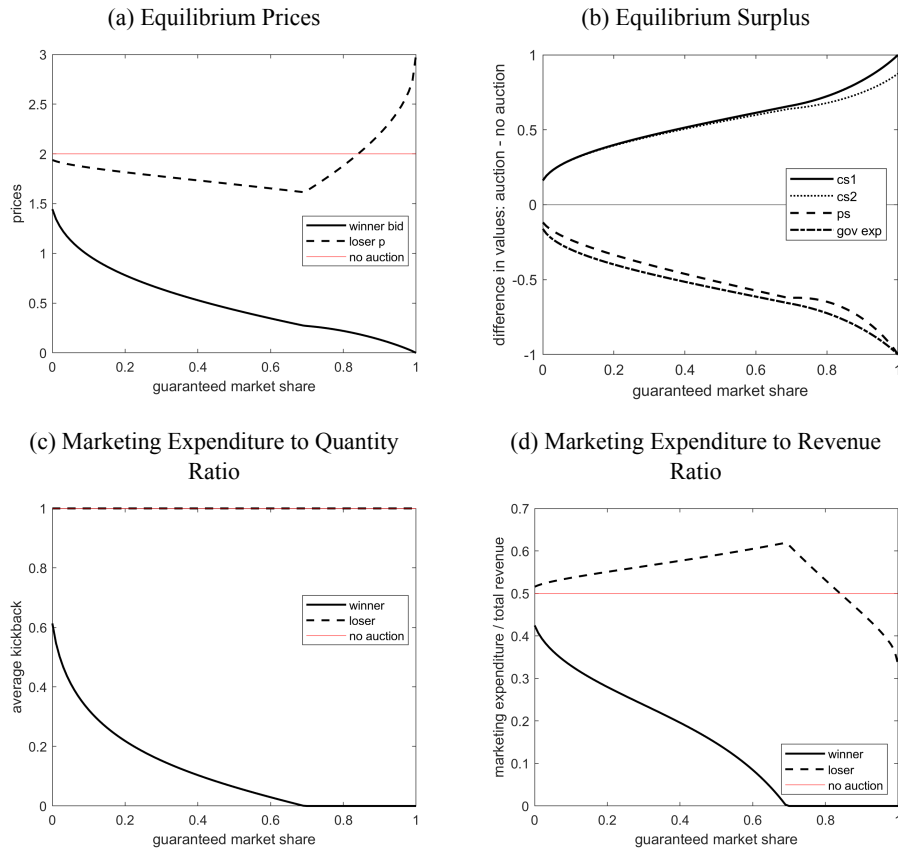 (a) Equilibrium Prices
3
2.5
2
1.5
1
0.5
0
prices
winner bid
loser p
no auction
0 0.2 0.4 0.6 0.8 1
guaranteed market share
(b) Equilibrium Surplus
1
0.5
0
-0.5
-1
difference in values: auction - no auction
cs1
cs2
ps
gov exp
0 0.2 0.4 0.6 0.8 1
guaranteed market share
(c) Marketing Expenditure to Quantity
Ratio
1
0.8
0.6
0.4
0.2
0
average kickback
winner
loser
no auction
0 0.2 0.4 0.6 0.8 1
guaranteed market share
(d) Marketing Expenditure to Revenue
Ratio
0.7
0.6
0.5
0.4
0.3
0.2
0.1
0
marketing expenditure / total revenue
winner
loser
no auction
0 0.2 0.4 0.6 0.8 1
guaranteed market share